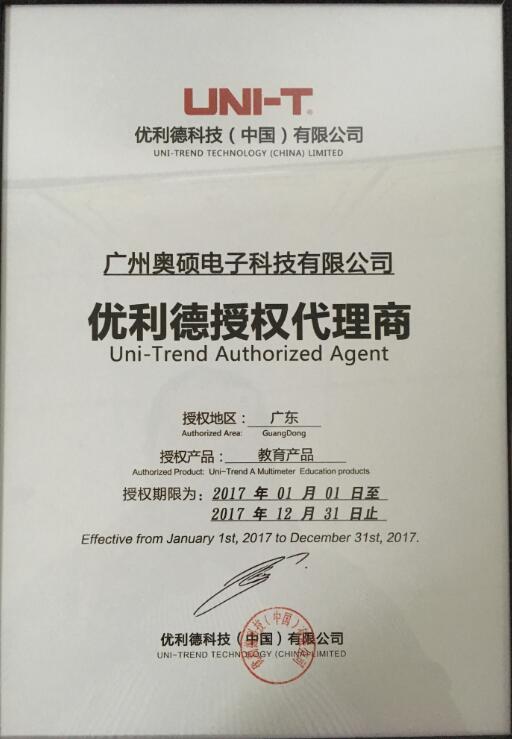 UNI-T®
优利德科技（中国）有限公司
UNI-TREND TECHNOLOGY (CHINA) LIMITED
广州奥硕电子科技有限公司
优利德授权代理商
Uni-Trend Authorized Agent
授权地区： 广东
Authorized Area: GuangDong
授权产品： 教育产品
Authorized Product: Uni-Trend A Multimeter Education products
授权期限为：2017 年 01 月 01 日至
2017 年 12 月 31 日止
Effective from January 1st, 2017 to December 31st, 2017.
优利德科技（中国）有限公司
UNI-TREND TECHNOLOGY (CHINA) LIMITED